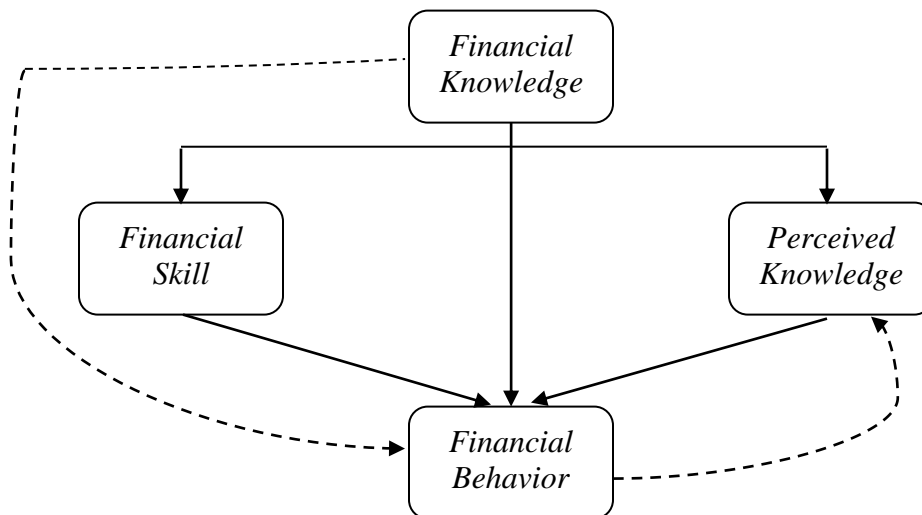 Financial
Knowledge
Financial
Skill
Perceived
Knowledge
Financial
Behavior